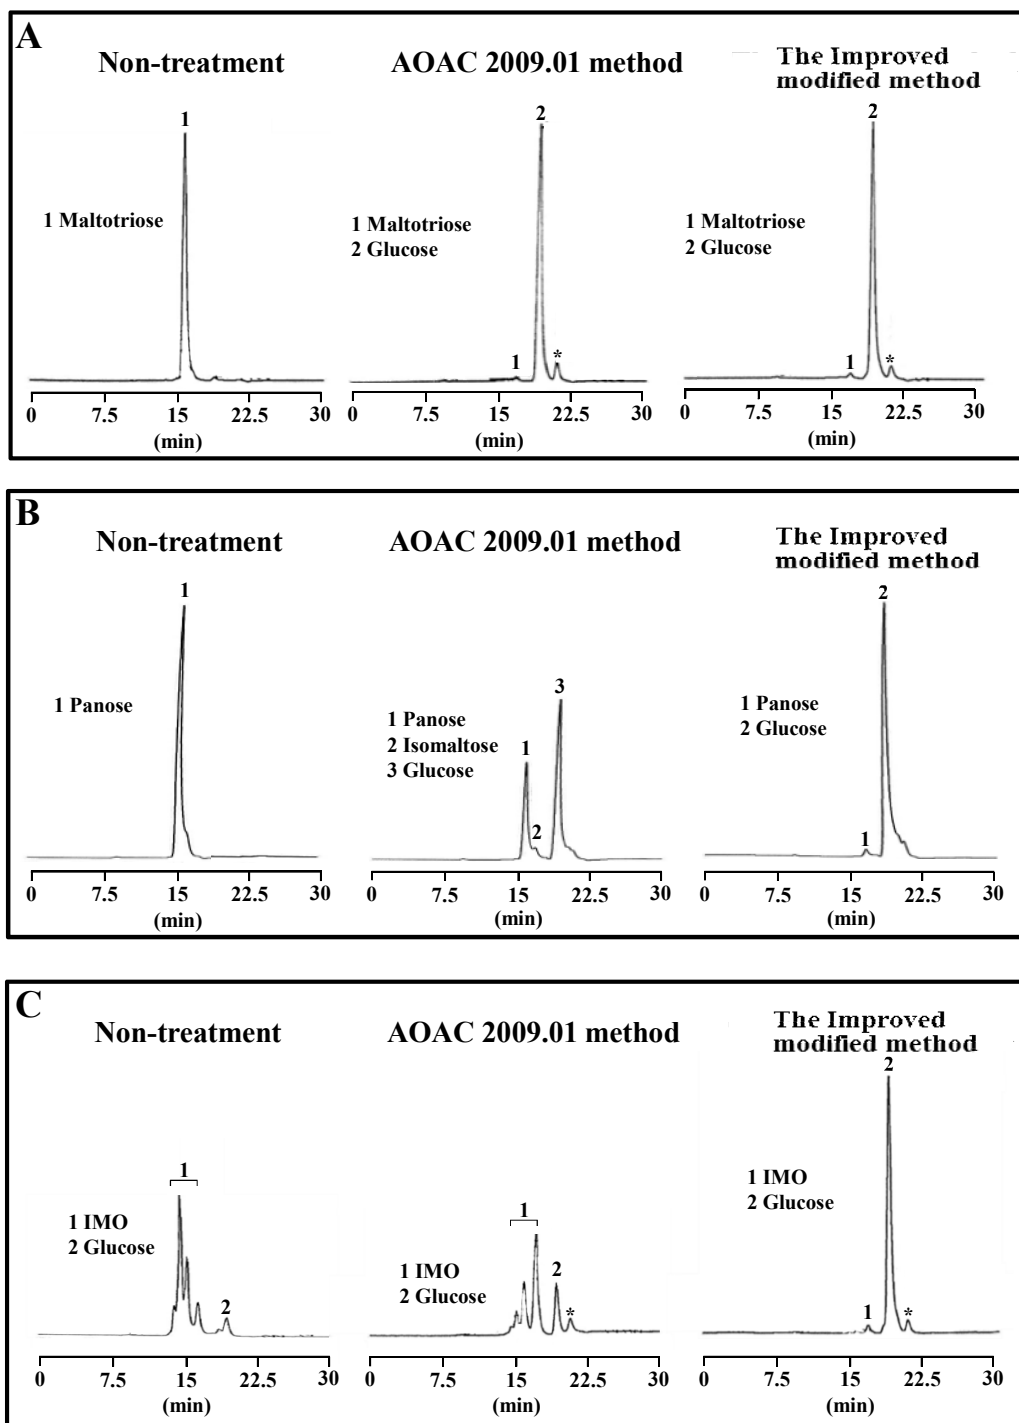 A
Non-treatment
AOAC 2009.01 method
The Improved
modified method
1
1 Maltotriose
0 7.5 15 22.5 30
(min)
2
1 Maltotriose
2 Glucose
1
*
0 7.5 15 22.5 30
(min)
2
1 Maltotriose
2 Glucose
1
*
0 7.5 15 22.5 30
(min)
B
Non-treatment
AOAC 2009.01 method
The Improved
modified method
1
1 Panose
0 7.5 15 22.5 30
(min)
3
1 Panose
2 Isomaltose
3 Glucose
1
2
0 7.5 15 22.5 30
(min)
2
1 Panose
2 Glucose
1
0 7.5 15 22.5 30
(min)
C
Non-treatment
AOAC 2009.01 method
The Improved
modified method
1
1 IMO
2 Glucose
2
0 7.5 15 22.5 30
(min)
1
1 IMO
2 Glucose
2
*
0 7.5 15 22.5 30
(min)
2
1 IMO
2 Glucose
1
*
0 7.5 15 22.5 30
(min)